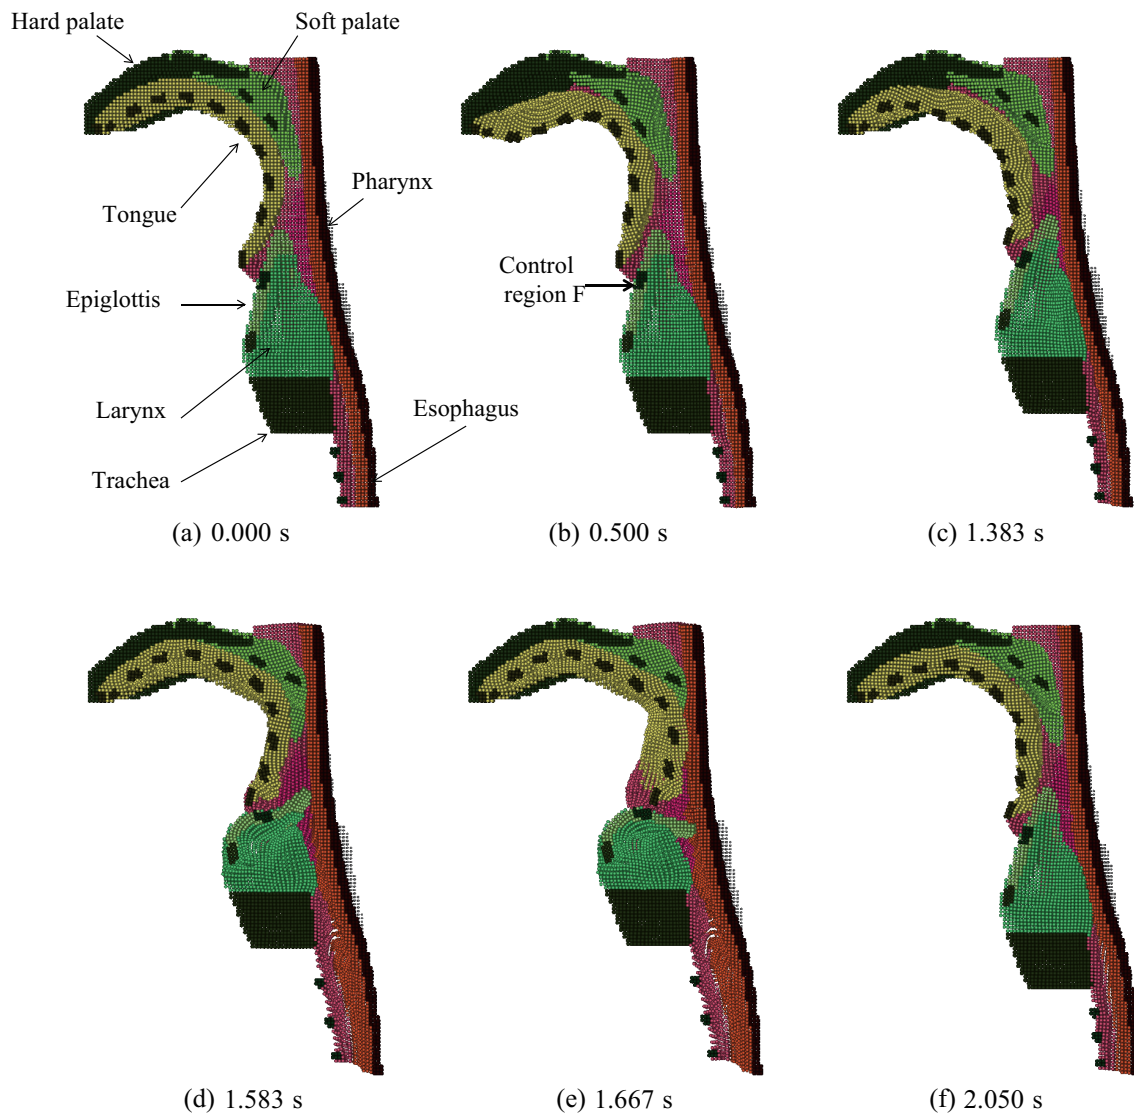 Hard palate
Soft palate
Pharynx
Tongue
Control
region F
Epiglottis
Larynx
Esophagus
Trachea
(a) 0.000 s
(b) 0.500 s
(c) 1.383 s
(d) 1.583 s
(e) 1.667 s
(f) 2.050 s